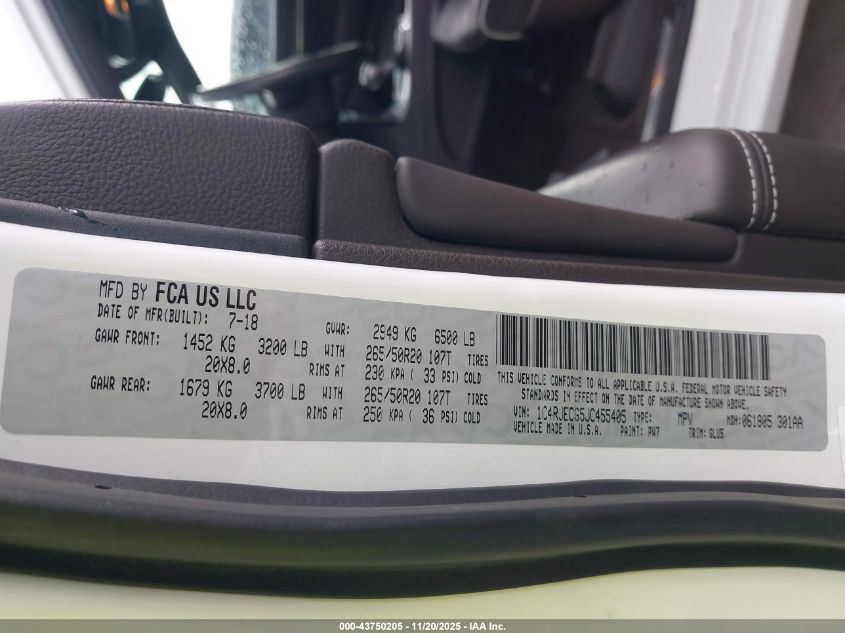 MFD BY FCA US LLC
DATE OF MFR(BUILT): 7-18 GVWR: 2949 KG 6500 LB
GAWR FRONT: 1452 KG 3200 LB WITH 265/50R20 107T TIRES
20X8.0 RIMS AT 230 KPA ( 33 PSI) COLD
GAWR REAR: 1679 KG 3700 LB WITH 265/50R20 107T TIRES
20X8.0 RIMS AT 250 KPA ( 36 PSI) COLD
THIS VEHICLE CONFORMS TO ALL APPLICABLE U.S.A. FEDERAL MOTOR VEHICLE SAFETY
STANDARDS IN EFFECT ON THE DATE OF MANUFACTURE SHOWN ABOVE.
VIN: 1C4RJECG5JC455405 TYPE: MPV MDH:061805 301AA
VEHICLE MADE IN U.S.A. PAINT: PW7 TRIM: GLU5
000-43750205 - 11/20/2025 - IAA Inc.